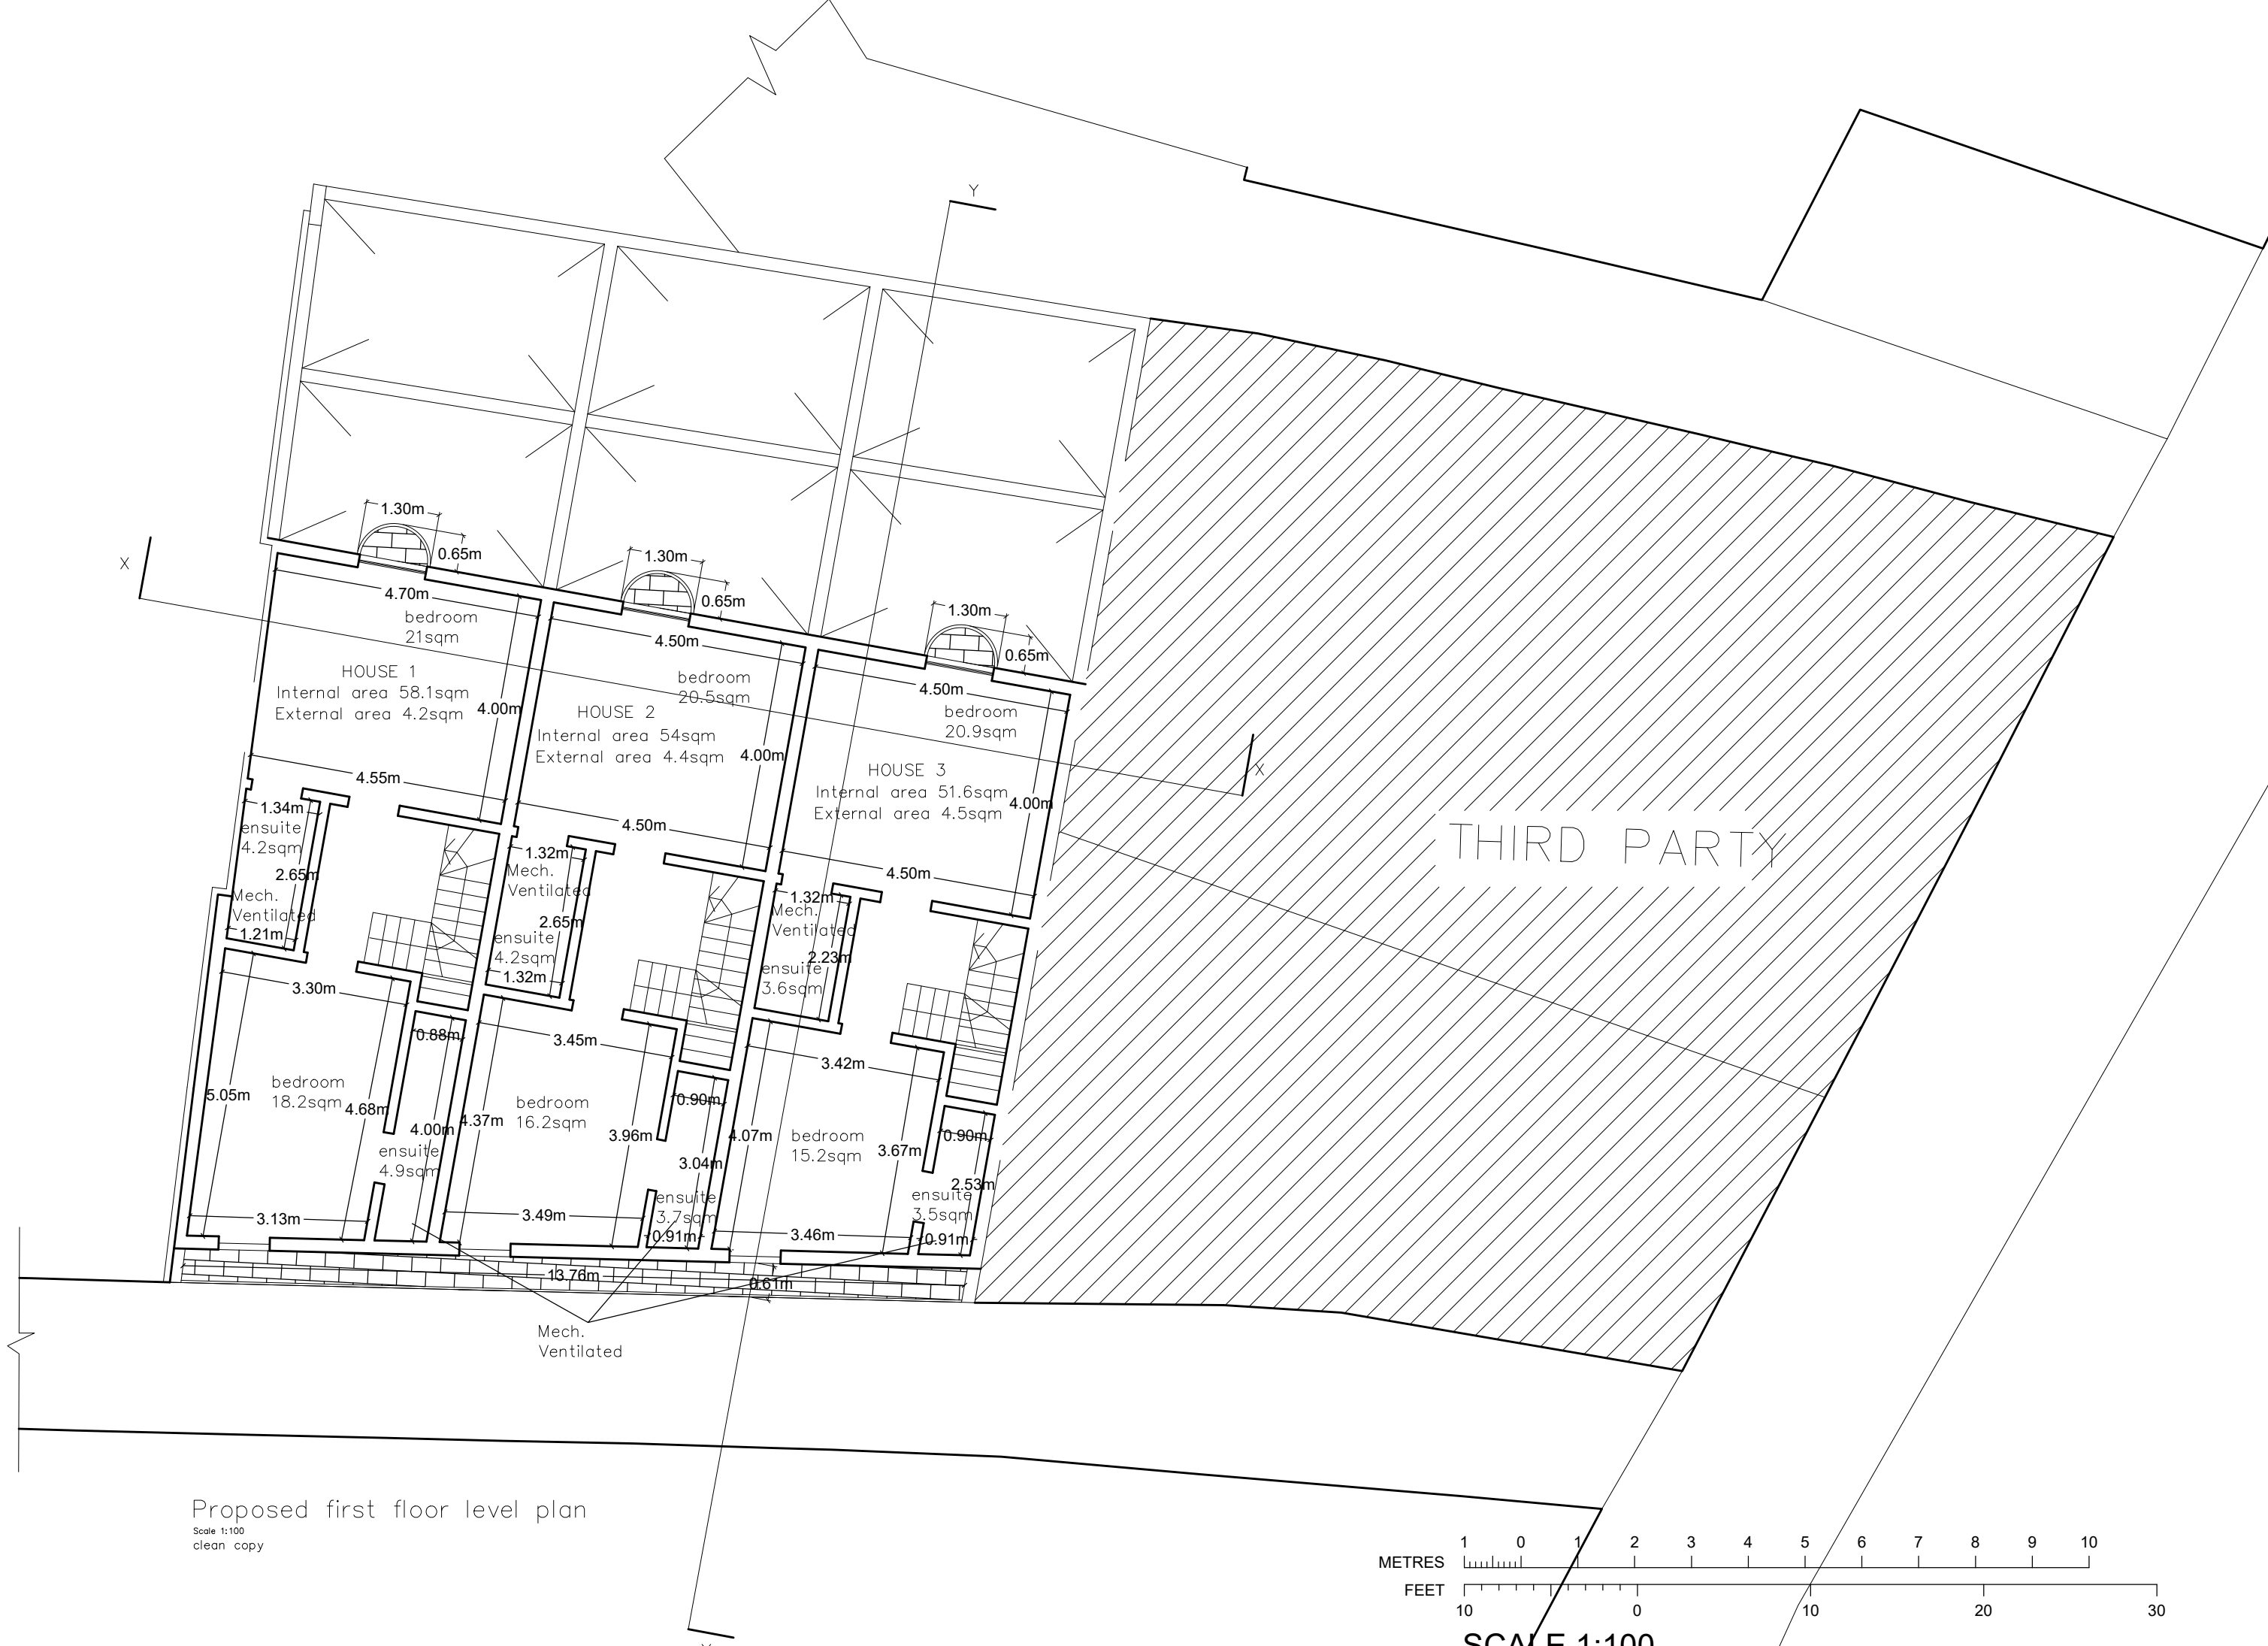 Y
1.30m
0.65m
X
1.30m
0.65m
4.70m
bedroom
21sqm
1.30m
0.65m
4.50m
HOUSE 1
Internal area 58.1sqm
External area 4.2sqm
4.00m
bedroom
20.5sqm
4.50m
HOUSE 2
Internal area 54sqm
External area 4.4sqm
4.00m
bedroom
20.9sqm
4.55m
HOUSE 3
Internal area 51.6sqm
External area 4.5sqm
4.00m
X
THIRD PARTY
1.34m
ensuite
4.2sqm
2.65m
Mech.
Ventilated
1.21m
4.50m
1.32m
Mech.
Ventilated
2.65m
ensuite
4.2sqm
1.32m
4.50m
1.32m
Mech.
Ventilated
2.23m
ensuite
3.6sqm
3.30m
0.88m
3.45m
3.42m
5.05m
bedroom
18.2sqm
4.68m
4.00m
4.37m
bedroom
16.2sqm
0.90m
3.96m
4.07m
bedroom
15.2sqm
0.90m
3.67m
ensuite
4.9sqm
3.04m
2.53m
3.13m
3.49m
ensuite
3.7sqm
0.91m
3.46m
ensuite
3.5sqm
0.91m
13.76m
0.61m
Mech.
Ventilated
Proposed first floor level plan
Scale 1:100
clean copy
1 0 1 2 3 4 5 6 7 8 9 10
METRES
FEET
10 0 10 20 30
SCALE 1:100